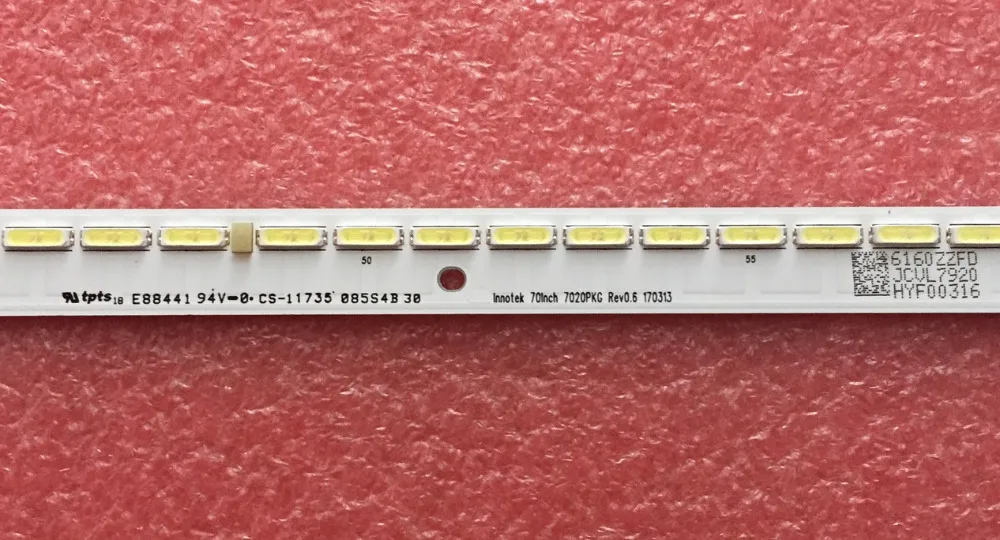 50
55
6160ZZFD
JCVL7920
HYF00316
tpts 18 E88441 94V-0 CS-11735 085S4B 30
Innotek 70Inch 7020PKG Rev0.6 170313